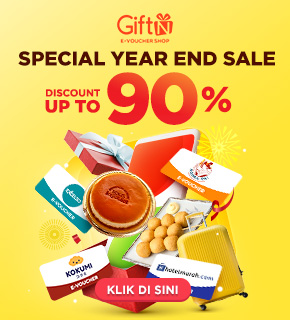 GiftN
E-VOUCHER SHOP
SPECIAL YEAR END SALE
DISCOUNT
UP TO 90%
E-VOUCHER
E-VOUCHER
KOKUMI
E-VOUCHER
hotelmurah.com
KLIK DI SINI